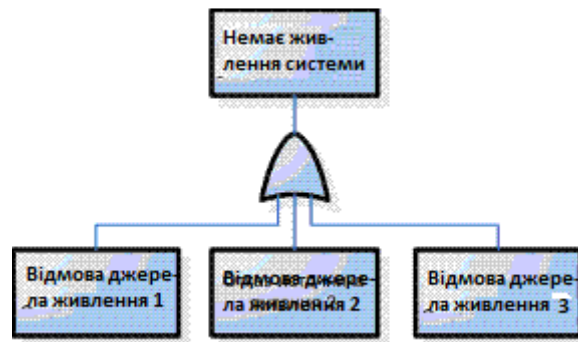 Немає жив-
лення системи
Відмова джере-
ла живлення 1
Відмова джере-
ла живлення 2
Відмова джере-
ла живлення 3